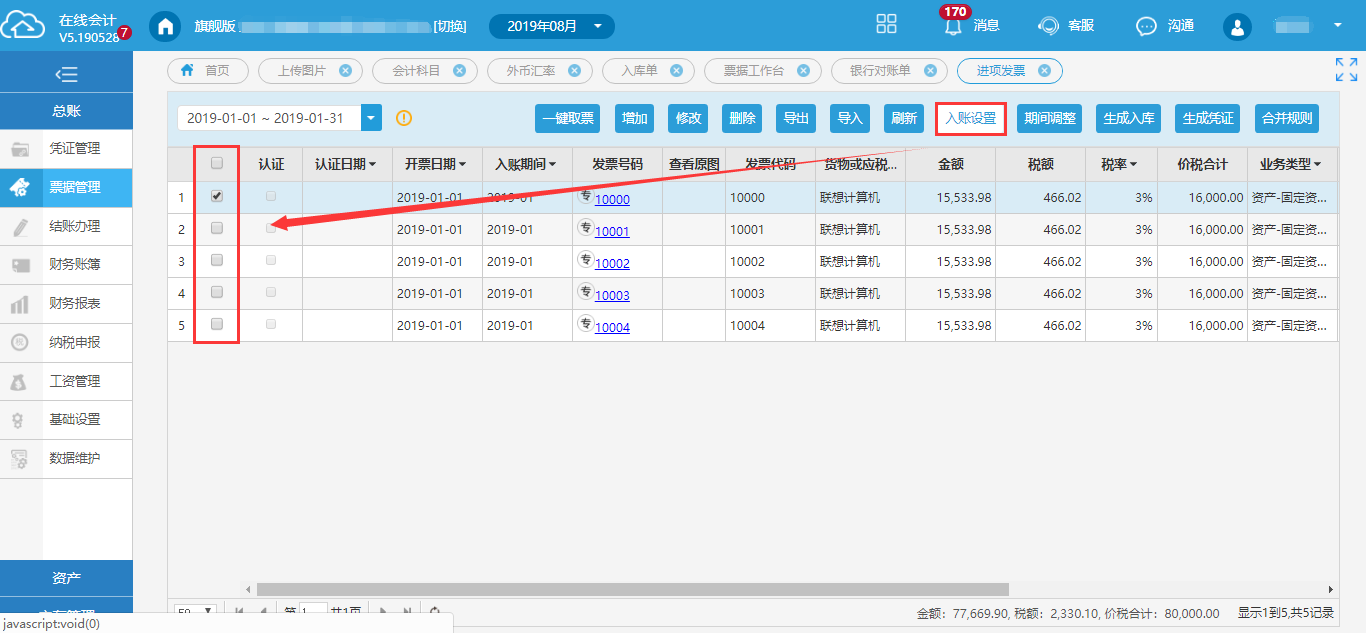 在线会计
V5.190528 7
旗舰版 [切换] 2019年08月 170 消息 客服 沟通
首页 上传图片 会计科目 外币汇率 入库单 票据工作台 银行对账单 进项发票
总账
凭证管理
票据管理
结账办理
财务账簿
财务报表
纳税申报
工资管理
基础设置
数据维护
资产
2019-01-01 ~ 2019-01-31 一键取票 增加 修改 删除 导出 导入 刷新 入账设置 期间调整 生成入库 生成凭证 合并规则
认证 认证日期 开票日期 入账期间 发票号码 查看原图 发票代码 货物或应税... 金额 税额 税率 价税合计 业务类型
1 2019-01-01 2019-01 专 10000 10000 联想计算机 15,533.98 466.02 3% 16,000.00 资产-固定资...
2 2019-01-01 2019-01 专 10001 10001 联想计算机 15,533.98 466.02 3% 16,000.00 资产-固定资...
3 2019-01-01 2019-01 专 10002 10002 联想计算机 15,533.98 466.02 3% 16,000.00 资产-固定资...
4 2019-01-01 2019-01 专 10003 10003 联想计算机 15,533.98 466.02 3% 16,000.00 资产-固定资...
5 2019-01-01 2019-01 专 10004 10004 联想计算机 15,533.98 466.02 3% 16,000.00 资产-固定资...
50 第 1 共1页 金额：77,669.90, 税额：2,330.10, 价税合计：80,000.00 显示1到5,共5记录
javascript:void(0)